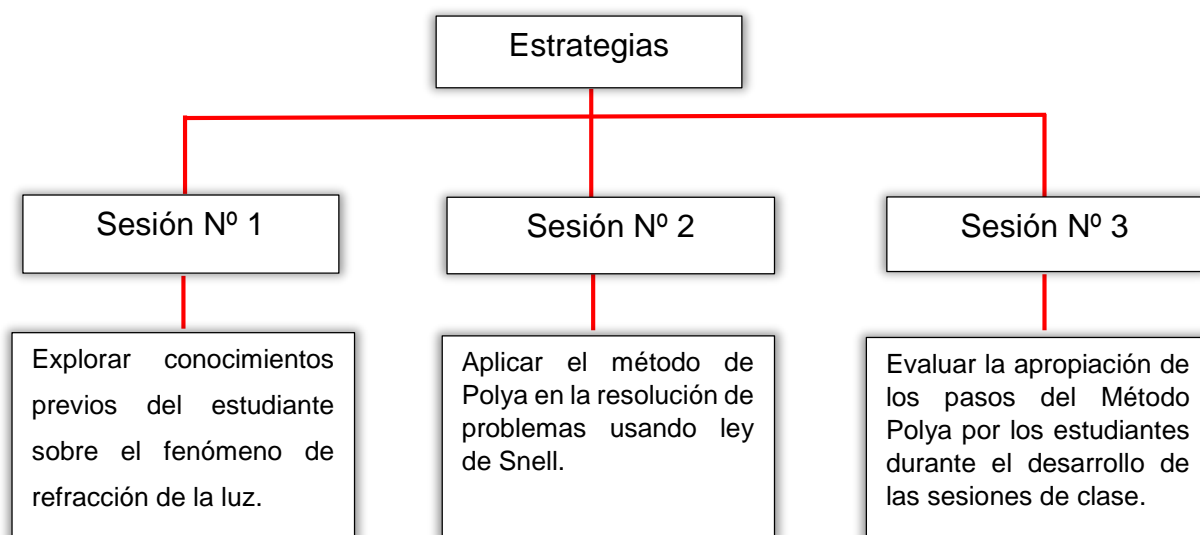 Estrategias
Sesión Nº 1
Sesión Nº 2
Sesión Nº 3
Explorar conocimientos
previos del estudiante
sobre el fenómeno de
refracción de la luz.
Aplicar el método de
Polya en la resolución de
problemas usando ley
de Snell.
Evaluar la apropiación de
los pasos del Método
Polya por los estudiantes
durante el desarrollo de
las sesiones de clase.